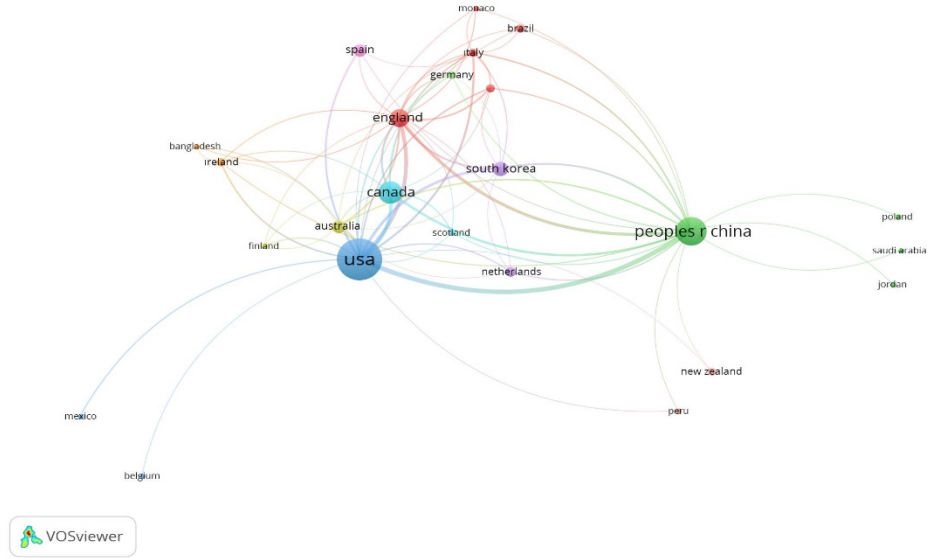 monaco
brazil
spain
italy
germany
england
bangladesh
ireland
south korea
canada
poland
australia
scotland
peoples r china
finland
saudi arabia
usa
netherlands
jordan
new zealand
peru
mexico
belgium
VOSviewer